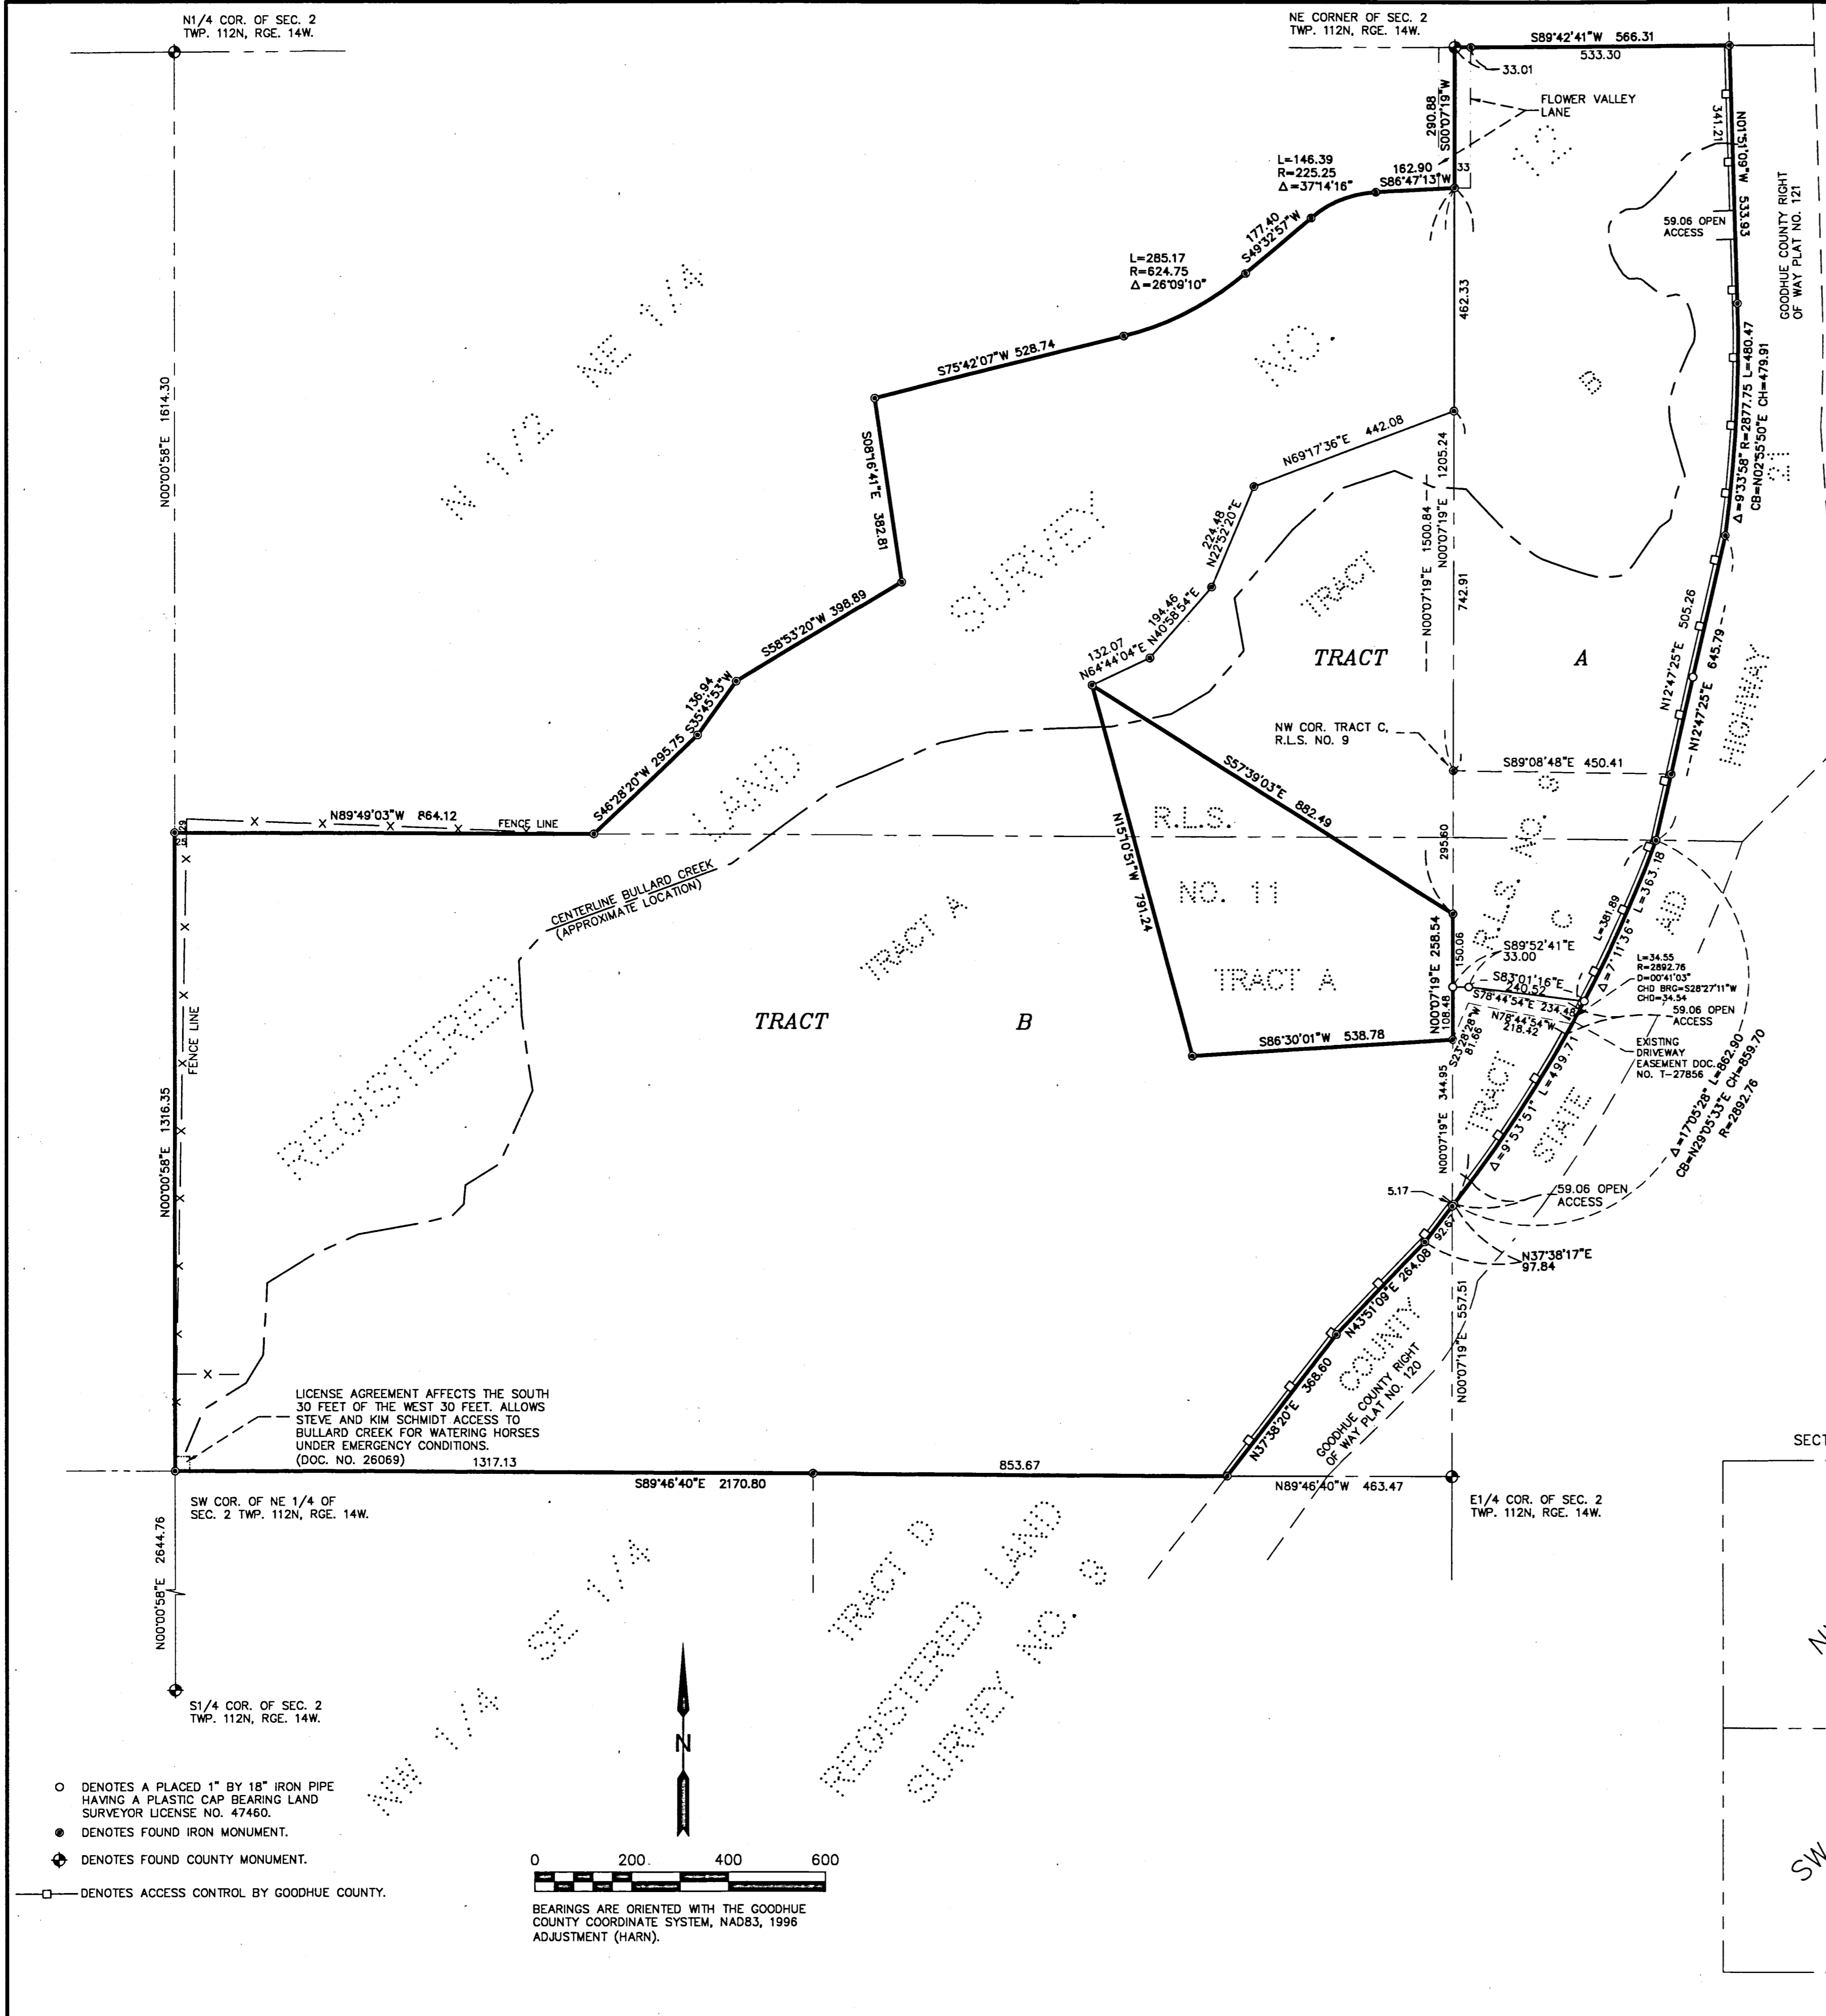 N1/4 COR. OF SEC. 2
TWP. 112N, RGE. 14W.
NE CORNER OF SEC. 2
TWP. 112N, RGE. 14W.
S89°42'41"W 566.31
533.30
33.01
FLOWER VALLEY
LANE
290.88
S00°07'19"W
33
162.90
S86°47'13"W
L=146.39
R=225.25
Δ=37°14'16"
177.40
S49°32'57"W
L=285.17
R=624.75
Δ=26°09'10"
S75°42'07"W 528.74
S08°16'41"E 382.81
S58°53'20"W 398.89
136.94
S35°45'53"W
S46°28'20"W 295.75
N89°49'03"W 864.12
FENCE LINE
29
25
N00°00'58"E 1614.30
N 1/2 NE 1/4
12
341.21
N01°51'09"W 533.93
59.06 OPEN
ACCESS
GOODHUE COUNTY RIGHT
OF WAY PLAT NO. 121
462.33
NO.
B
Δ=9°33'58" R=2877.75 L=480.47
CB=N02°55'50"E CH=479.91
21
N69°17'36"E 442.08
1205.24
N00°07'19"E
N00°07'19"E 1500.84
742.91
224.48
N22°52'20"E
194.46
N40°58'54"E
132.07
N64°44'04"E
SURVEY
TRACT
TRACT A
N12°47'25"E 505.26
N12°47'25"E 645.79
HIGHWAY
NW COR. TRACT C,
R.L.S. NO. 9
S89°08'48"E 450.41
S57°39'03"E 882.49
N15°10'51"W 791.24
LAND
R.L.S.
NO. 11
TRACT A
295.60
R.L.S. NO. 9
C
AID
CENTERLINE BULLARD CREEK
(APPROXIMATE LOCATION)
TRACT A
REGISTERED
TRACT B
N00°07'19"E 258.54
150.06
108.48
S89°52'41"E
33.00
S83°01'16"E
240.52
S78°44'54"E 234.48
N78°44'54"W
218.42
S23°28'28"W
81.66
L=381.89
Δ=7°11'36" L=363.18
L=34.55
R=2892.76
D=00°41'03"
CHD BRG=S28°27'11"W
CHD=34.54
59.06 OPEN
ACCESS
EXISTING
DRIVEWAY
EASEMENT DOC.
NO. T-27856
S86°30'01"W 538.78
N00°07'19"E 344.95
TRACT
STATE
Δ=9°53'51" L=499.71
Δ=17°05'28" L=862.90
CB=N29°05'33"E CH=859.70
R=2892.76
59.06 OPEN
ACCESS
5.17
92.67
N37°38'17"E
97.84
N43°51'09"E 264.08
N37°38'20"E 368.60
COUNTY
GOODHUE COUNTY RIGHT
OF WAY PLAT NO. 120
N00°07'19"E 557.51
N00°00'58"E 1316.35
FENCE LINE
LICENSE AGREEMENT AFFECTS THE SOUTH
30 FEET OF THE WEST 30 FEET. ALLOWS
STEVE AND KIM SCHMIDT ACCESS TO
BULLARD CREEK FOR WATERING HORSES
UNDER EMERGENCY CONDITIONS.
(DOC. NO. 26069)
1317.13
S89°46'40"E 2170.80
853.67
N89°46'40"W 463.47
SECT
SW COR. OF NE 1/4 OF
SEC. 2 TWP. 112N, RGE. 14W.
E1/4 COR. OF SEC. 2
TWP. 112N, RGE. 14W.
N00°00'58"E 2644.76
NW 1/4 SE 1/4
TRACT D
REGISTERED LAND
SURVEY NO. 9
S1/4 COR. OF SEC. 2
TWP. 112N, RGE. 14W.
N
SW
DENOTES A PLACED 1" BY 18" IRON PIPE
HAVING A PLASTIC CAP BEARING LAND
SURVEYOR LICENSE NO. 47460.
DENOTES FOUND IRON MONUMENT.
DENOTES FOUND COUNTY MONUMENT.
DENOTES ACCESS CONTROL BY GOODHUE COUNTY.
0 200 400 600
BEARINGS ARE ORIENTED WITH THE GOODHUE
COUNTY COORDINATE SYSTEM, NAD83, 1996
ADJUSTMENT (HARN).